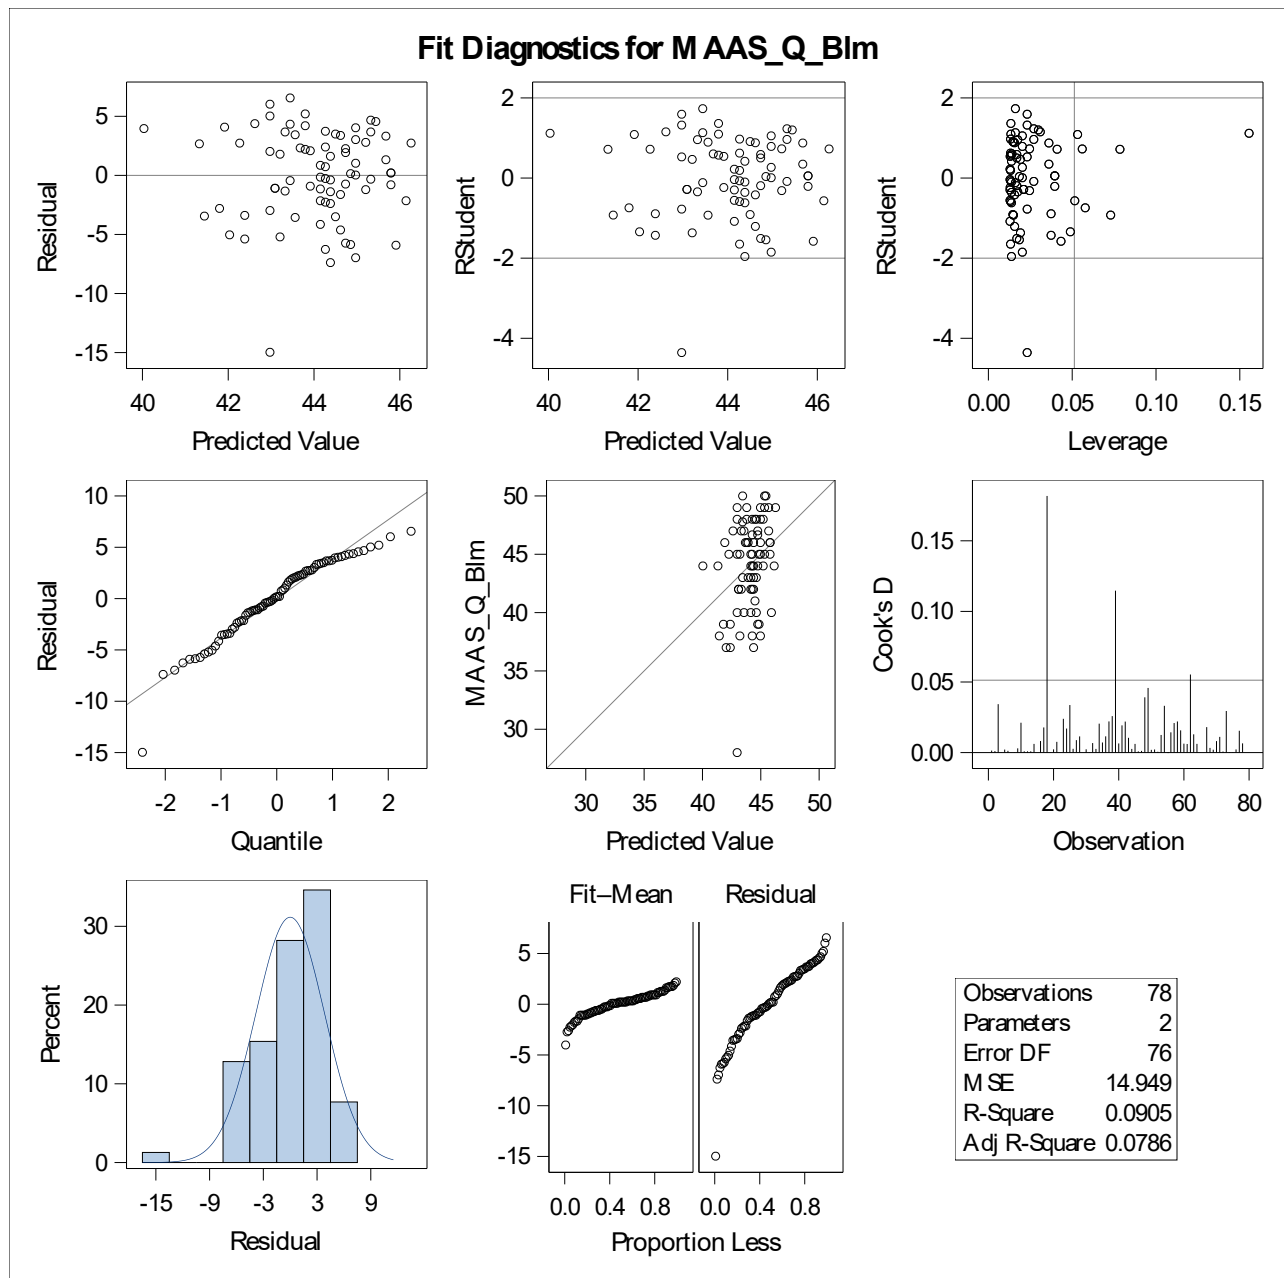 Fit Diagnostics for MAAS_Q_Blm
5
0
-5
-10
-15
Residual
40 42 44 46
Predicted Value
2
0
-2
-4
RStudent
40 42 44 46
Predicted Value
2
0
-2
-4
RStudent
0.00 0.05 0.10 0.15
Leverage
10
5
0
-5
-10
-15
Residual
-2 -1 0 1 2
Quantile
50
45
40
35
30
MAAS_Q_Blm
30 35 40 45 50
Predicted Value
0.15
0.10
0.05
0.00
Cook's D
0 20 40 60 80
Observation
30
20
10
0
Percent
-15 -9 -3 3 9
Residual
Fit–Mean Residual
5
0
-5
-10
-15
0.0 0.4 0.8 0.0 0.4 0.8
Proportion Less
Observations 78
Parameters 2
Error DF 76
MSE 14.949
R-Square 0.0905
Adj R-Square 0.0786